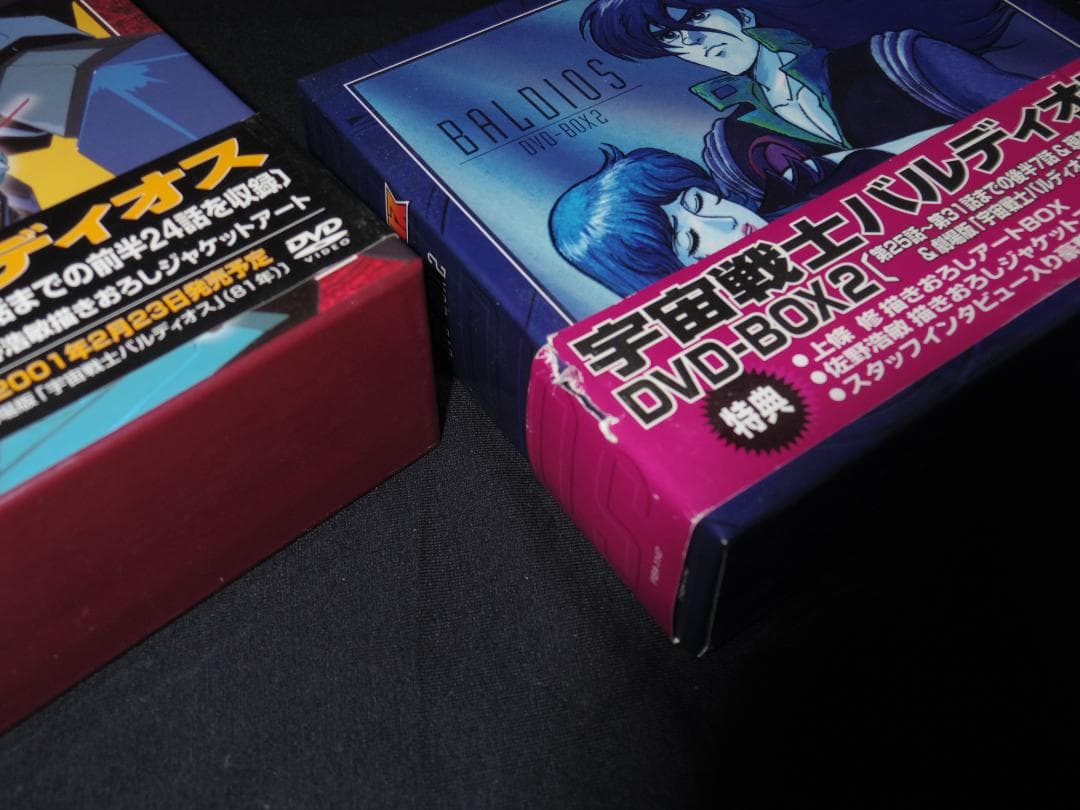 ディオス
話までの前半24話を収録〕
浩敏描きおろしジャケットアート
2001年2月23日発売予定
場版「宇宙戦士バルディオス」(81年))
DVD
VIDEO
BALDIOS
DVD-BOX2
2
宇宙戦士バルディオ
DVD-BOX2〔
第25話〜第31話までの後半7話&
& 劇場版「宇宙戦士バルディオ
特典
●上條 修 描きおろしアートBOX
●佐野浩敏 描きおろしジャケット
●スタッフインタビュー入り